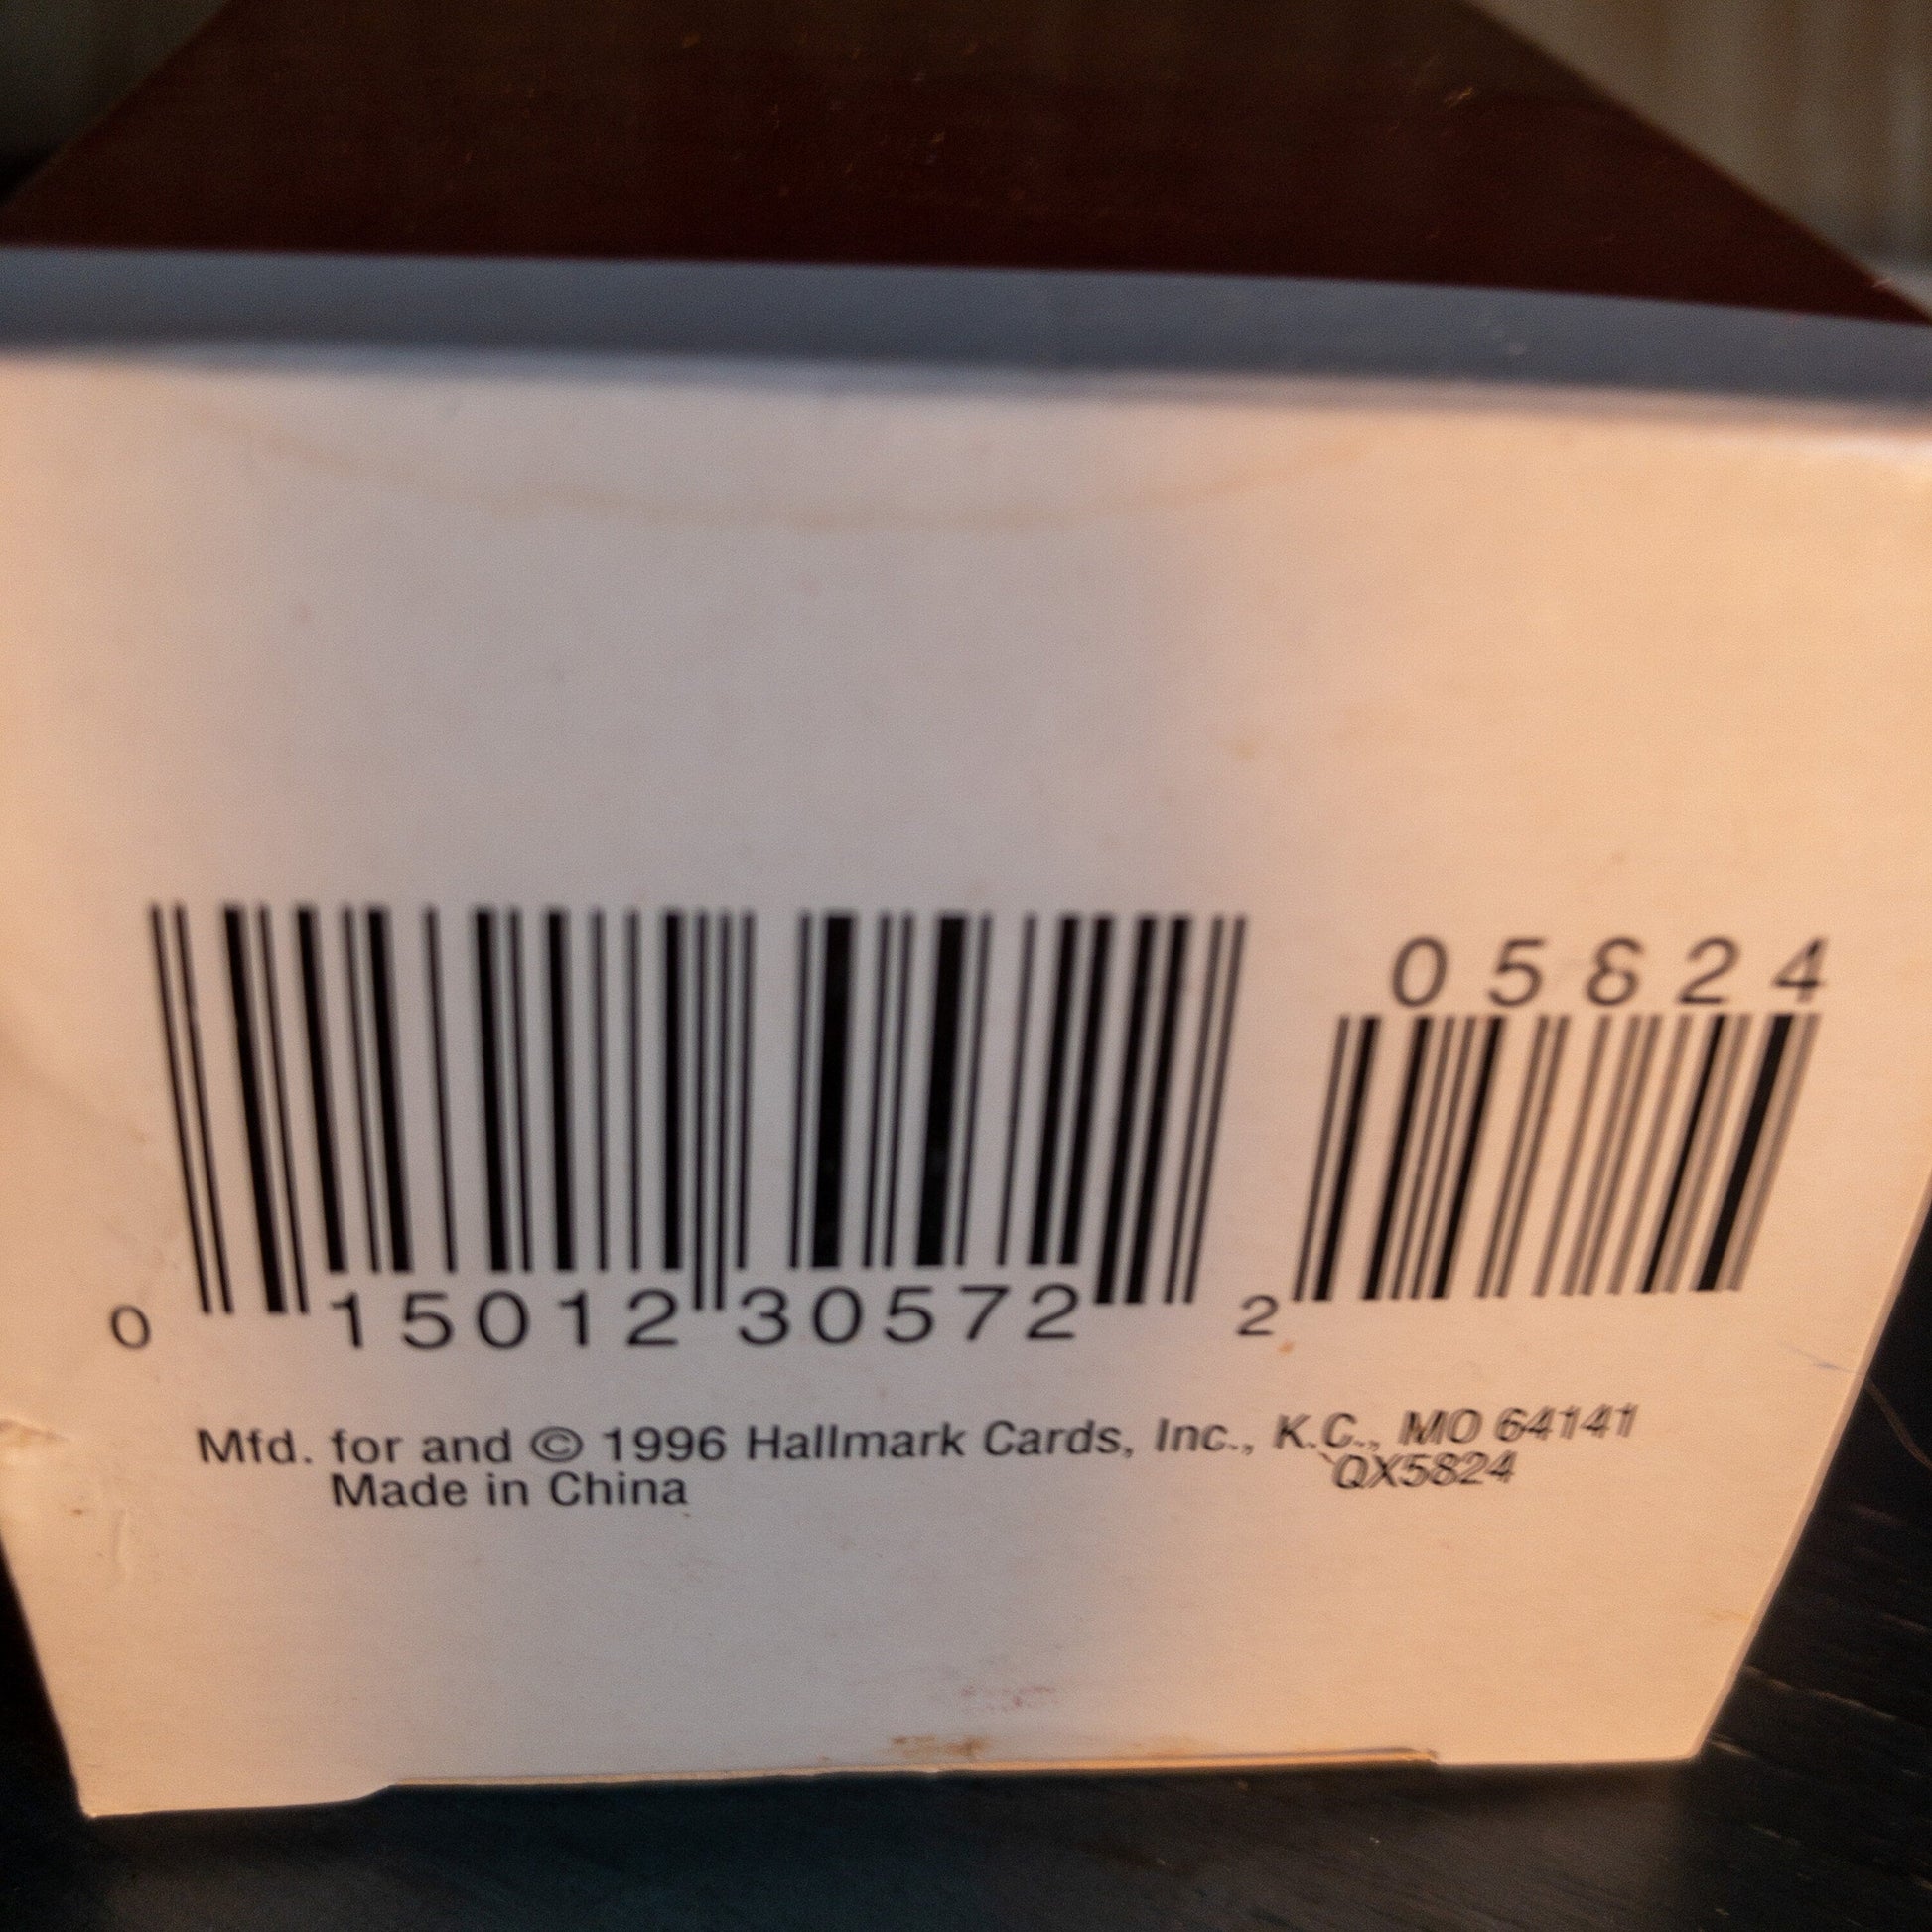 05824
0 15012 30572 2
Mfd. for and © 1996 Hallmark Cards, Inc., K.C., MO 64141
Made in China QX5824